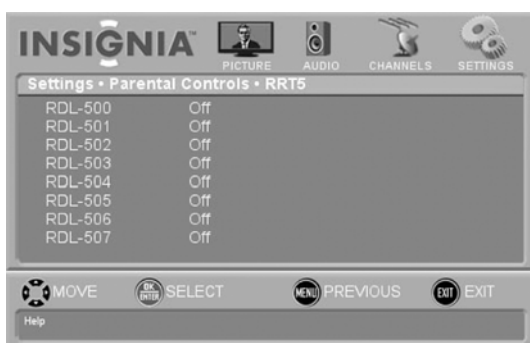 INSIGNIA™
PICTURE AUDIO CHANNELS SETTINGS
Settings • Parental Controls • RRT5
RDL-500 Off
RDL-501 Off
RDL-502 Off
RDL-503 Off
RDL-504 Off
RDL-505 Off
RDL-506 Off
RDL-507 Off
MOVE OK ENTER SELECT MENU PREVIOUS EXIT EXIT
Help